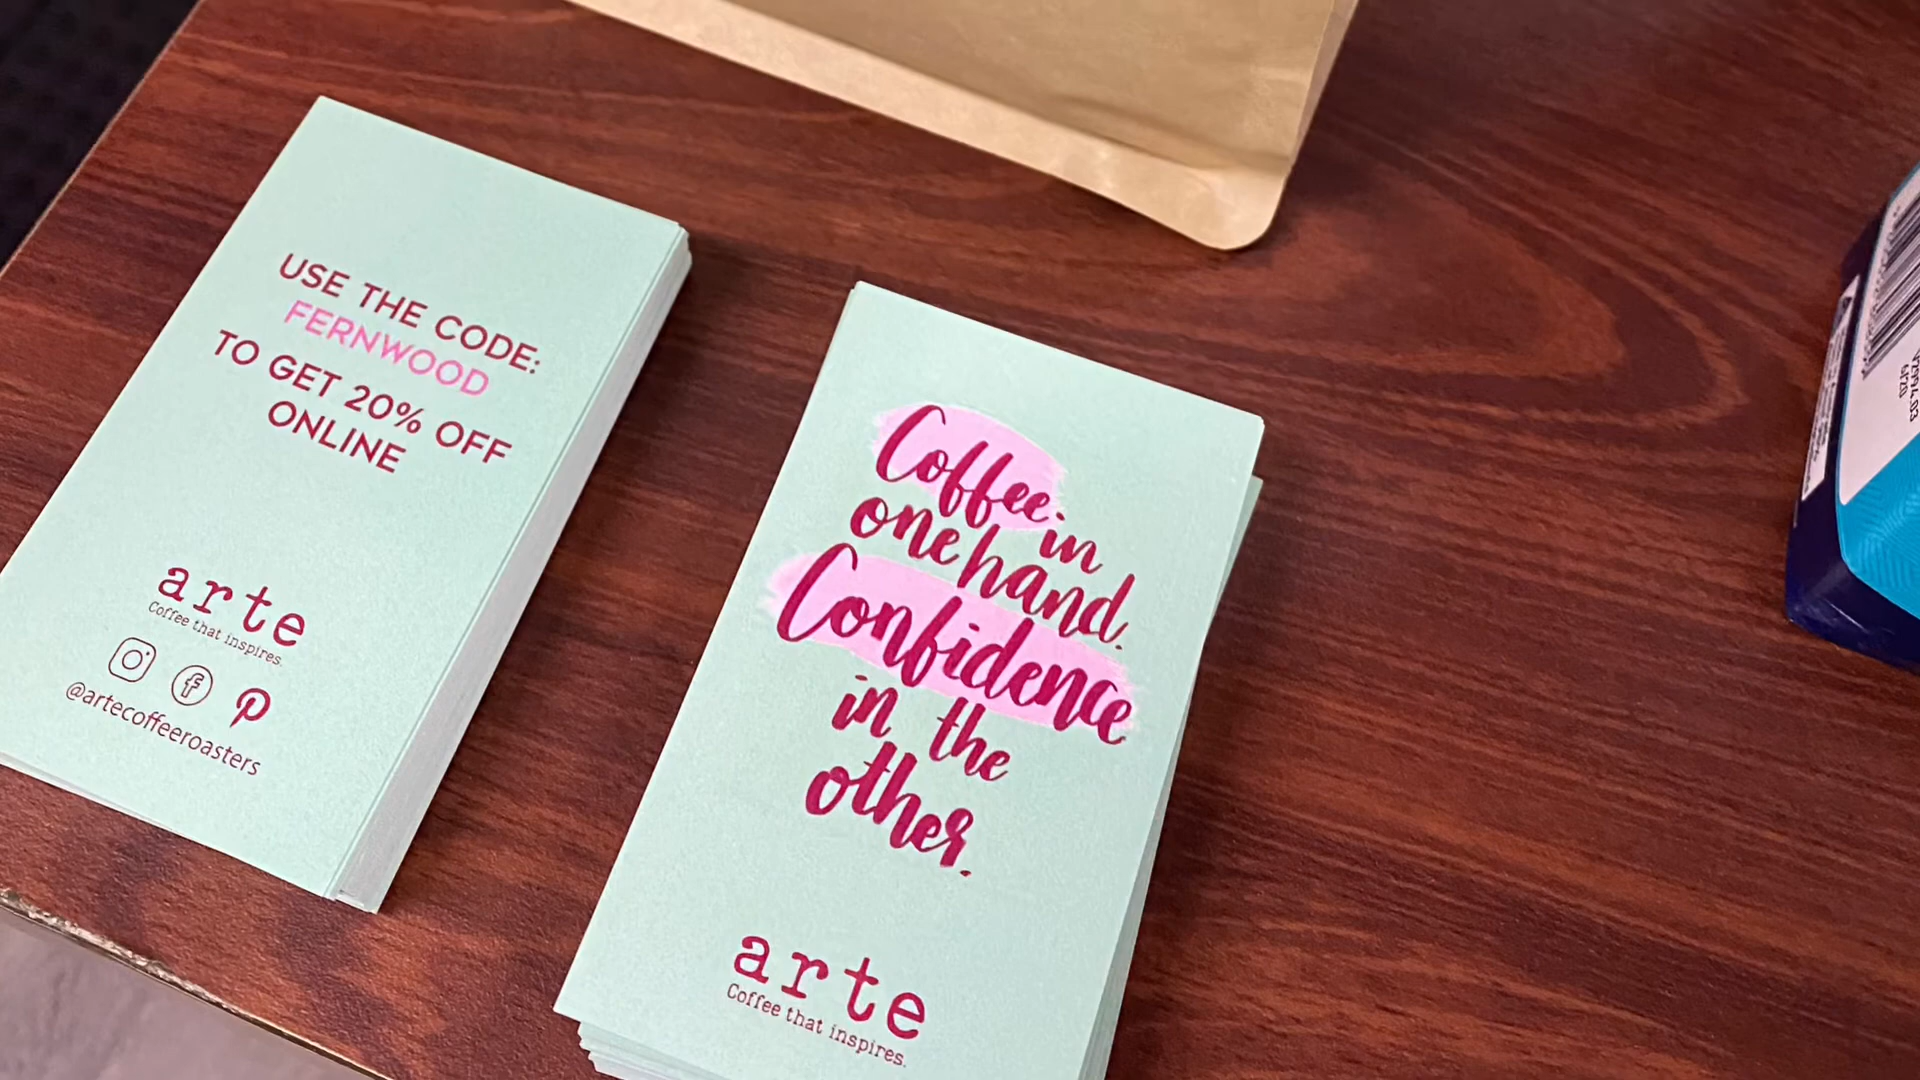 USE THE CODE:
FERNWOOD
TO GET 20% OFF
ONLINE
arte
Coffee that inspires.
@artecoffeeroasters
Coffee in
one hand.
Confidence
in the
other.
arte
Coffee that inspires.